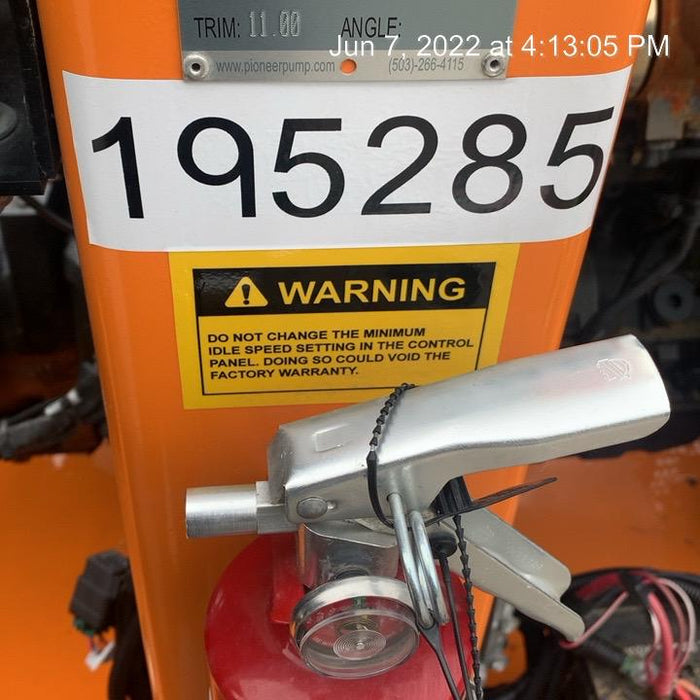 TRIM: 11.00 ANGLE:
Jun 7, 2022 at 4:13:05 PM
www.pioneerpump.com (503)-266-4115
195285
WARNING
DO NOT CHANGE THE MINIMUM
IDLE SPEED SETTING IN THE CONTROL
PANEL. DOING SO COULD VOID THE
FACTORY WARRANTY.